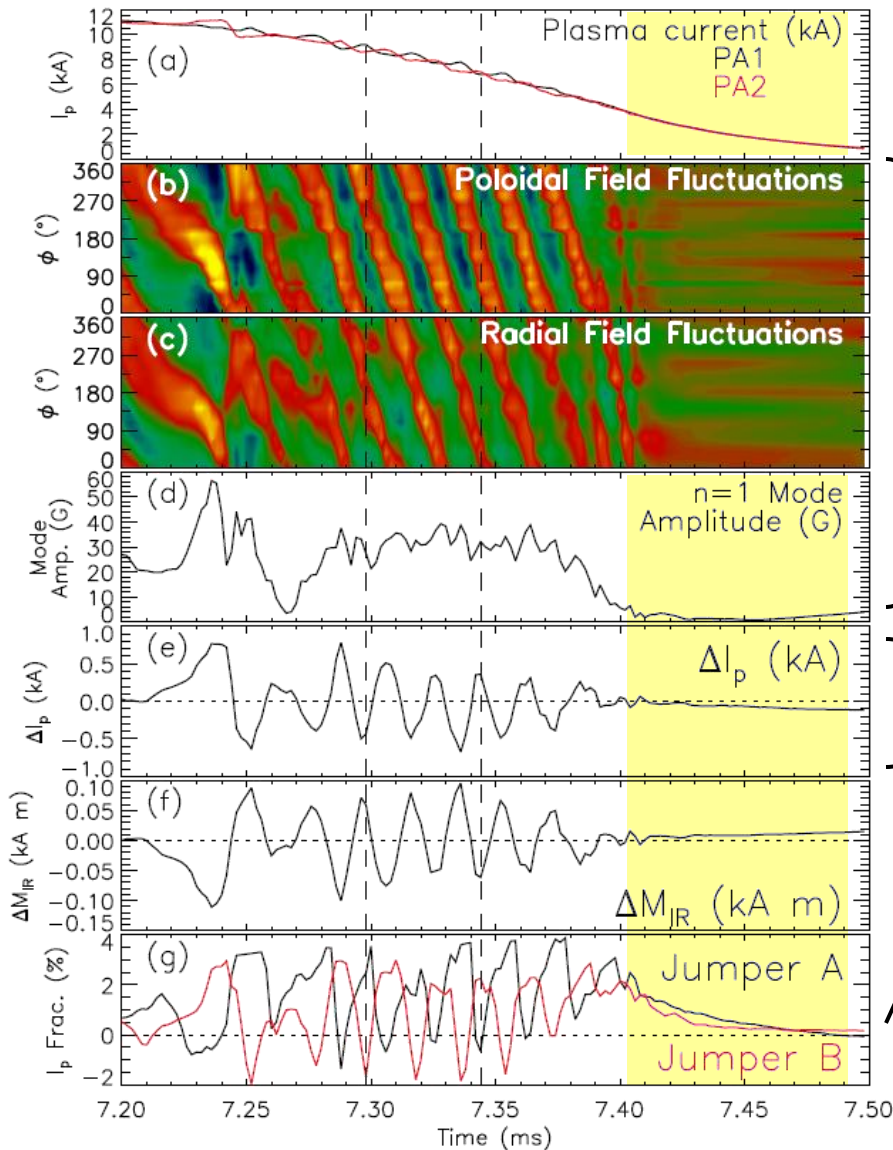 12
10
8
6
4
2
0
I_p (kA)
(a)
Plasma current (kA)
PA1
PA2
360
270
180
90
0
ϕ (°)
(b)
Poloidal Field Fluctuations
360
270
180
90
0
ϕ (°)
(c)
Radial Field Fluctuations
60
50
40
30
20
10
0
Mode
Amp. (G)
(d)
n=1 Mode
Amplitude (G)
1.0
0.5
0.0
−0.5
−1.0
ΔI_p (kA)
(e)
ΔI_p (kA)
0.10
0.05
0.00
−0.05
−0.10
−0.15
ΔM_IR (kA m)
(f)
ΔM_IR (kA m)
4
2
0
−2
I_p Frac. (%)
(g)
Jumper A
Jumper B
7.20 7.25 7.30 7.35 7.40 7.45 7.50
Time (ms)